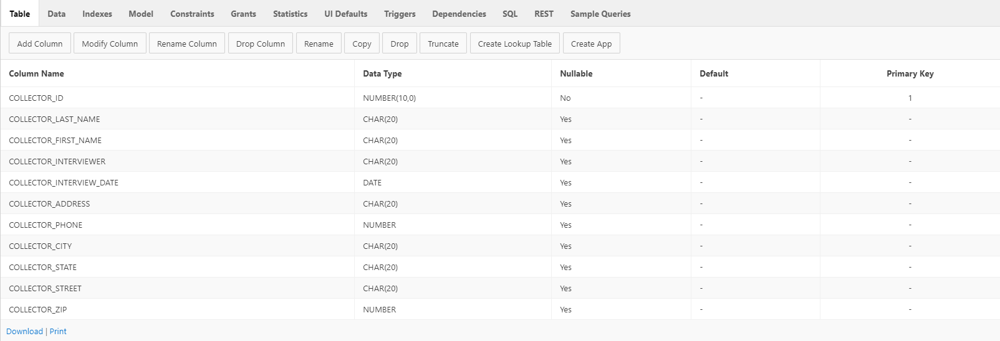 Table Data Indexes Model Constraints Grants Statistics UI Defaults Triggers Dependencies SQL REST Sample Queries
Add Column Modify Column Rename Column Drop Column Rename Copy Drop Truncate Create Lookup Table Create App
Column Name Data Type Nullable Default Primary Key
COLLECTOR_ID NUMBER(10,0) No - 1
COLLECTOR_LAST_NAME CHAR(20) Yes - -
COLLECTOR_FIRST_NAME CHAR(20) Yes - -
COLLECTOR_INTERVIEWER CHAR(20) Yes - -
COLLECTOR_INTERVIEW_DATE DATE Yes - -
COLLECTOR_ADDRESS CHAR(20) Yes - -
COLLECTOR_PHONE NUMBER Yes - -
COLLECTOR_CITY CHAR(20) Yes - -
COLLECTOR_STATE CHAR(20) Yes - -
COLLECTOR_STREET CHAR(20) Yes - -
COLLECTOR_ZIP NUMBER Yes - -
Download | Print